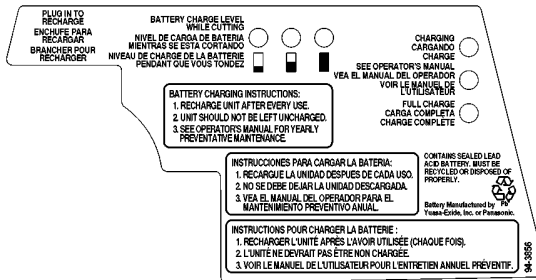 PLUG IN TO
RECHARGE
ENCHUFE PARA
RECARGAR
BRANCHER POUR
RECHARGER
BATTERY CHARGE LEVEL
WHILE CUTTING
NIVEL DE CARGA DE BATERIA
MIENTRAS SE ESTA CORTANDO
NIVEAU DE CHARGE DE LA BATTERIE
PENDANT QUE VOUS TONDEZ
CHARGING
CARGANDO
CHARGE
SEE OPERATOR'S MANUAL
VEA EL MANUAL DEL OPERADOR
VOIR LE MANUEL DE
L'UTILISATEUR
FULL CHARGE
CARGA COMPLETA
CHARGE COMPLÈTE
BATTERY CHARGING INSTRUCTIONS:
1. RECHARGE UNIT AFTER EVERY USE.
2. UNIT SHOULD NOT BE LEFT UNCHARGED.
3. SEE OPERATOR'S MANUAL FOR YEARLY
PREVENTATIVE MAINTENANCE.
INSTRUCCIONES PARA CARGAR LA BATERIA:
1. RECARGUE LA UNIDAD DESPUES DE CADA USO.
2. NO SE DEBE DEJAR LA UNIDAD DESCARGADA.
3. VEA EL MANUAL DEL OPERADOR PARA EL
MANTENIMIENTO PREVENTIVO ANUAL.
CONTAINS SEALED LEAD
ACID BATTERY. MUST BE
RECYCLED OR DISPOSED OF
PROPERLY.
Pb
Battery Manufactured by
Yuasa-Exide, Inc. or Panasonic.
INSTRUCTIONS POUR CHARGER LA BATTERIE :
1. RECHARGER L'UNITÉ APRÈS L'AVOIR UTILISÉE (CHAQUE FOIS).
2. L'UNITÉ NE DEVRAIT PAS ÊTRE NON CHARGÉE.
3. VOIR LE MANUEL DE L'UTILISATEUR POUR L'ENTRETIEN ANNUEL PRÉVENTIF.
94-3856